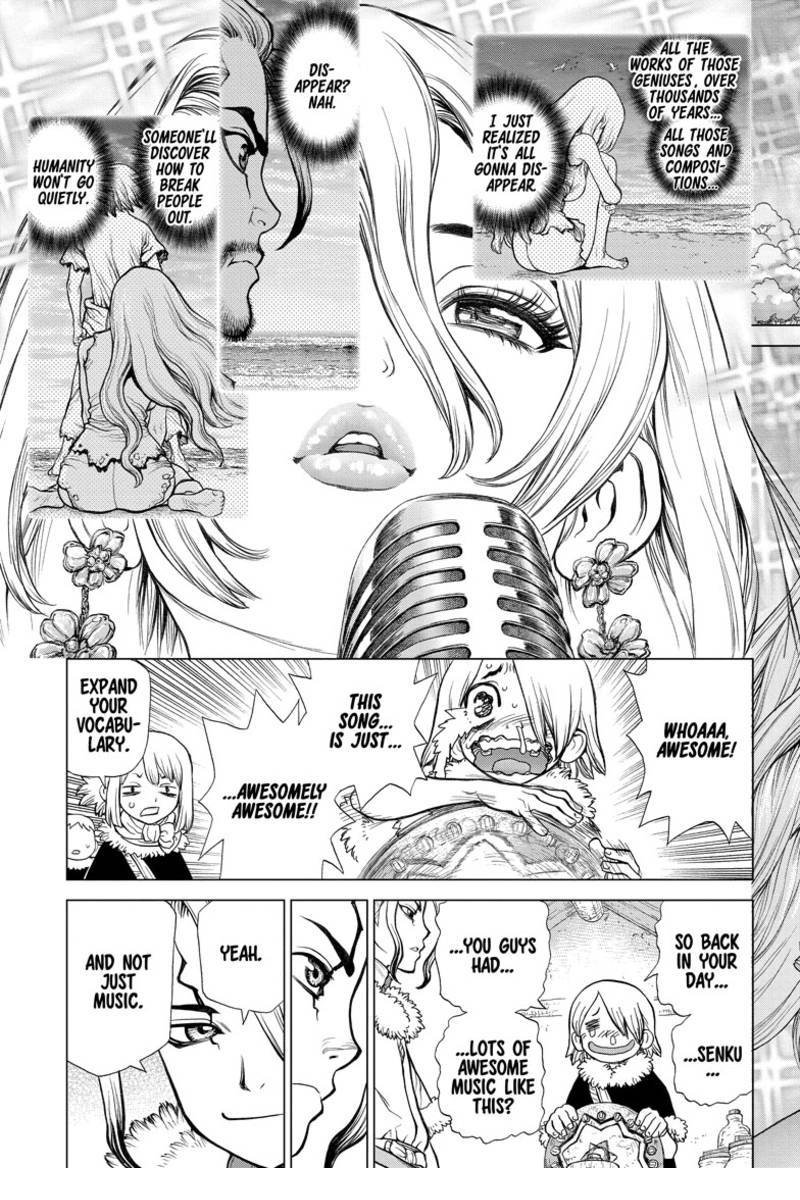 ALL THE
WORKS OF THOSE
GENIUSES, OVER
THOUSANDS
OF YEARS...
ALL THOSE
SONGS AND
COMPOSI-
TIONS...
I JUST
REALIZED
IT'S ALL
GONNA DIS-
APPEAR.
DIS-
APPEAR?
NAH.
SOMEONE'LL
DISCOVER
HOW TO
BREAK
PEOPLE
OUT.
HUMANITY
WON'T GO
QUIETLY.
WHOAAA,
AWESOME!
THIS
SONG...
IS JUST...
...AWESOMELY
AWESOME!!
EXPAND
YOUR
VOCABU-
LARY.
SO BACK
IN YOUR
DAY...
...SENKU
...
...YOU GUYS
HAD...
...LOTS OF
AWESOME
MUSIC LIKE
THIS?
YEAH.
AND NOT
JUST
MUSIC.